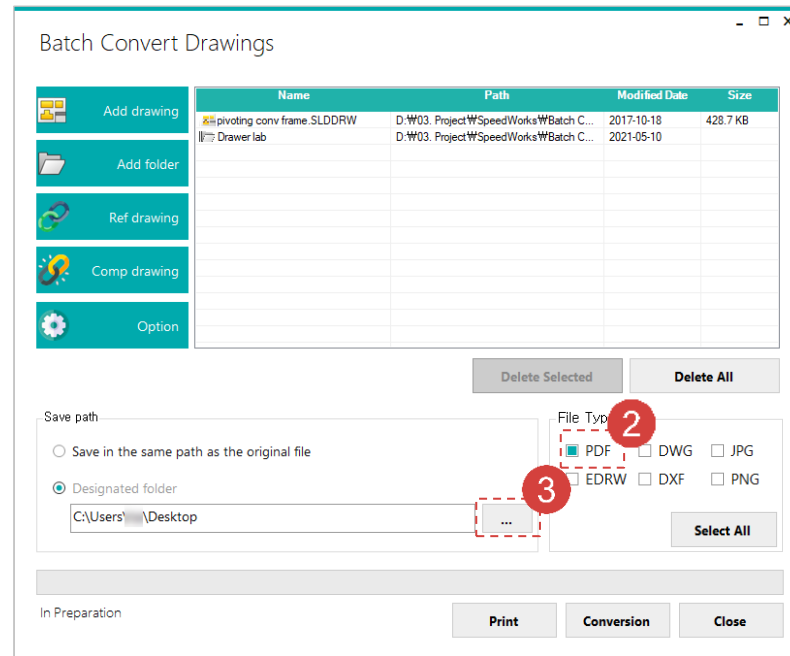 Batch Convert Drawings
Add drawing
Add folder
Ref drawing
Comp drawing
Option
Name Path Modified Date Size
pivoting conv frame.SLDDRW D:₩03. Project₩SpeedWorks₩Batch C... 2017-10-18 428.7 KB
Drawer lab D:₩03. Project₩SpeedWorks₩Batch C... 2021-05-10
Delete Selected Delete All
Save path
Save in the same path as the original file
Designated folder
C:\Users\ \Desktop
...
3
File Typ
2
PDF DWG JPG
EDRW DXF PNG
Select All
In Preparation
Print Conversion Close